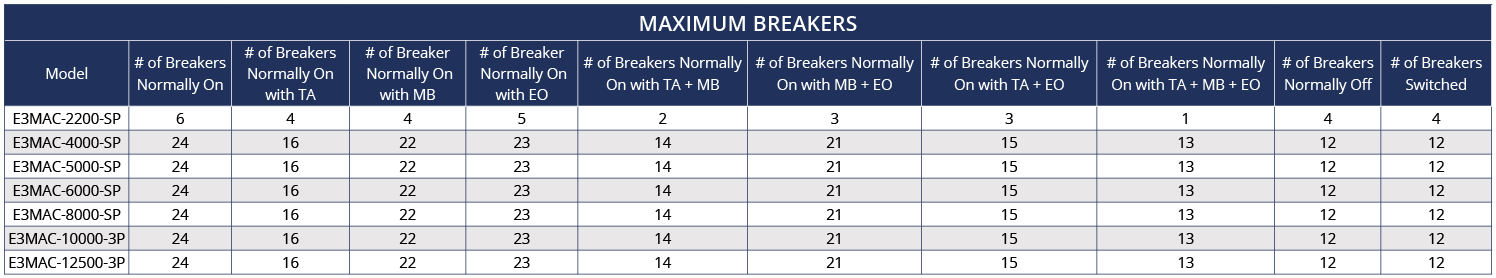 MAXIMUM BREAKERS
Model # of Breakers Normally On # of Breakers Normally On with TA # of Breaker Normally On with MB # of Breaker Normally On with EO # of Breakers Normally On with TA + MB # of Breakers Normally On with MB + EO # of Breakers Normally On with TA + EO # of Breakers Normally On with TA + MB + EO # of Breakers Normally Off # of Breakers Switched
E3MAC-2200-SP 6 4 4 5 2 3 3 1 4 4
E3MAC-4000-SP 24 16 22 23 14 21 15 13 12 12
E3MAC-5000-SP 24 16 22 23 14 21 15 13 12 12
E3MAC-6000-SP 24 16 22 23 14 21 15 13 12 12
E3MAC-8000-SP 24 16 22 23 14 21 15 13 12 12
E3MAC-10000-3P 24 16 22 23 14 21 15 13 12 12
E3MAC-12500-3P 24 16 22 23 14 21 15 13 12 12